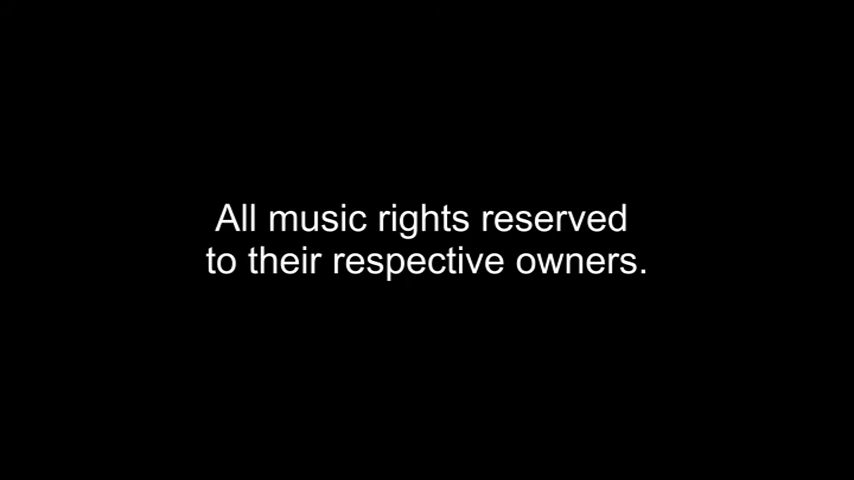 All music rights reserved
to their respective owners.